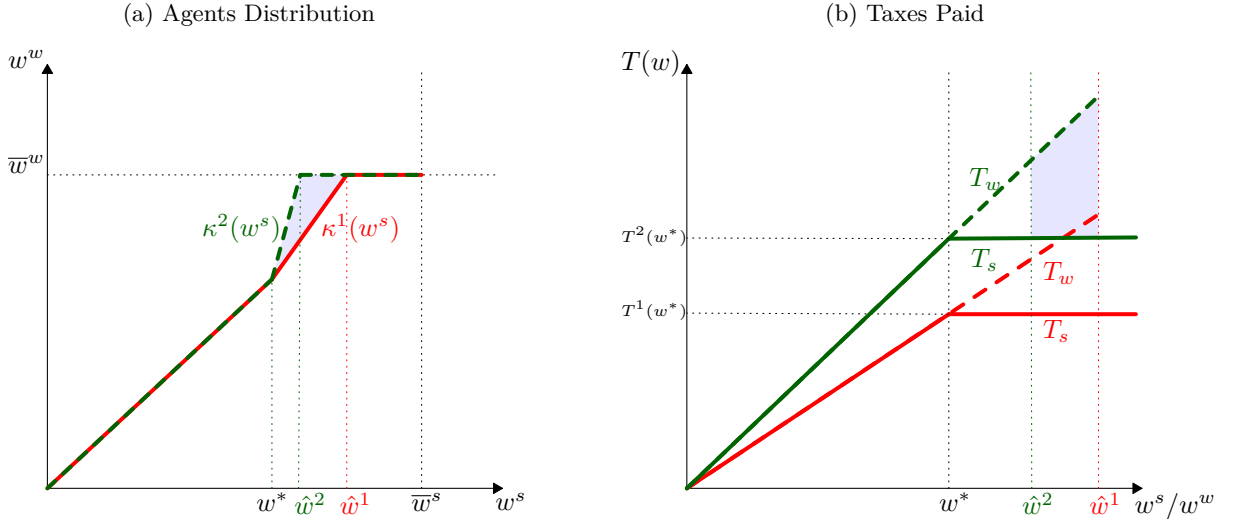 (a) Agents Distribution
w^w
w̅^w
κ²(w^s)
κ¹(w^s)
w*
ŵ²
ŵ¹
w̅^s
w^s
(b) Taxes Paid
T(w)
T_w
T²(w*)
T_s
T_w
T¹(w*)
T_s
w*
ŵ²
ŵ¹
w^s/w^w